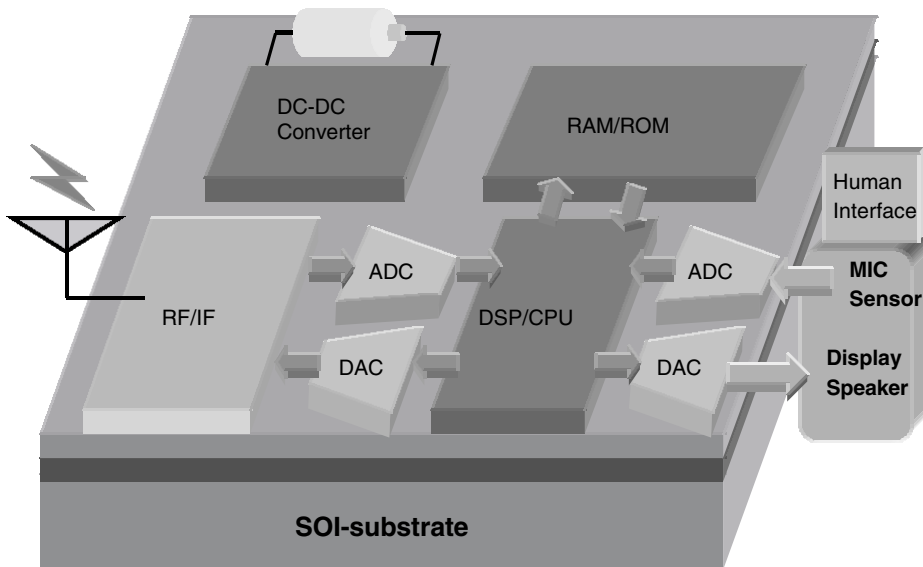 DC-DC
Converter
RAM/ROM
Human
Interface
ADC
ADC
MIC
Sensor
RF/IF
DSP/CPU
DAC
DAC
Display
Speaker
SOI-substrate